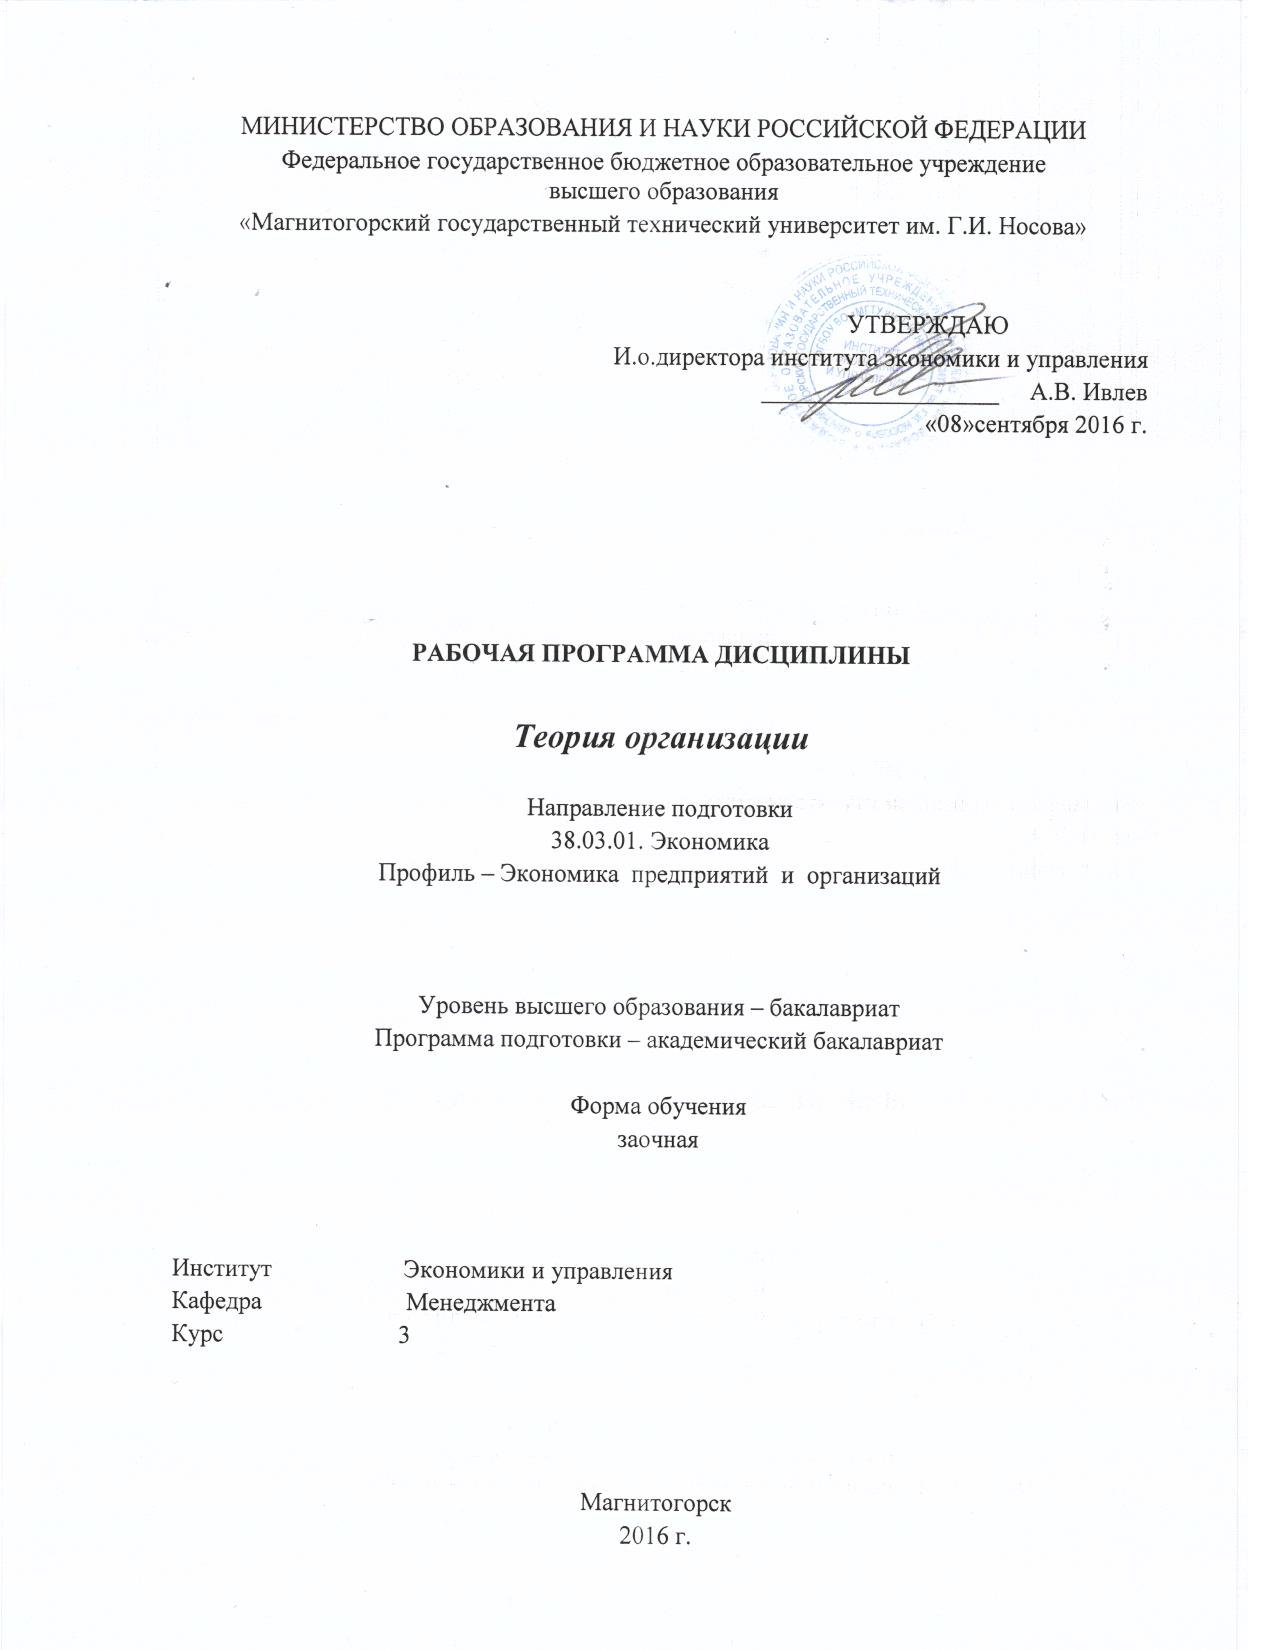 МИНИСТЕРСТВО ОБРАЗОВАНИЯ И НАУКИ РОССИЙСКОЙ ФЕДЕРАЦИИ
Федеральное государственное бюджетное образовательное учреждение
высшего образования
«Магнитогорский государственный технический университет им. Г.И. Носова»
УТВЕРЖДАЮ
И.о.директора института экономики и управления
А.В. Ивлев
«08»сентября 2016 г.
РАБОЧАЯ ПРОГРАММА ДИСЦИПЛИНЫ
Теория организации
Направление подготовки
38.03.01. Экономика
Профиль – Экономика предприятий и организаций
Уровень высшего образования – бакалавриат
Программа подготовки – академический бакалавриат
Форма обучения
заочная
Институт Экономики и управления
Кафедра Менеджмента
Курс 3
Магнитогорск
2016 г.